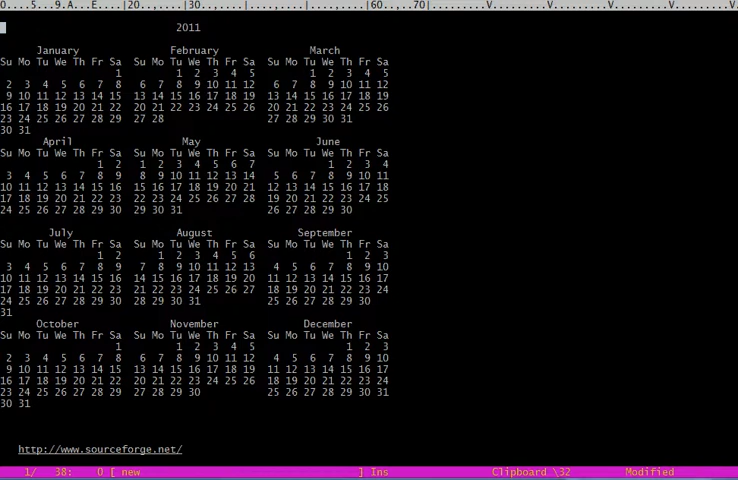 0....5...9.A...E...|20......|30.......................................|60...,..70|.........V.........V.........V.........V.........V
2011
January February March
Su Mo Tu We Th Fr Sa Su Mo Tu We Th Fr Sa Su Mo Tu We Th Fr Sa
1 1 2 3 4 5 1 2 3 4 5
2 3 4 5 6 7 8 6 7 8 9 10 11 12 6 7 8 9 10 11 12
9 10 11 12 13 14 15 13 14 15 16 17 18 19 13 14 15 16 17 18 19
16 17 18 19 20 21 22 20 21 22 23 24 25 26 20 21 22 23 24 25 26
23 24 25 26 27 28 29 27 28 27 28 29 30 31
30 31
April May June
Su Mo Tu We Th Fr Sa Su Mo Tu We Th Fr Sa Su Mo Tu We Th Fr Sa
1 2 1 2 3 4 5 6 7 1 2 3 4
3 4 5 6 7 8 9 8 9 10 11 12 13 14 5 6 7 8 9 10 11
10 11 12 13 14 15 16 15 16 17 18 19 20 21 12 13 14 15 16 17 18
17 18 19 20 21 22 23 22 23 24 25 26 27 28 19 20 21 22 23 24 25
24 25 26 27 28 29 30 29 30 31 26 27 28 29 30
July August September
Su Mo Tu We Th Fr Sa Su Mo Tu We Th Fr Sa Su Mo Tu We Th Fr Sa
1 2 1 2 3 4 5 6 1 2 3
3 4 5 6 7 8 9 7 8 9 10 11 12 13 4 5 6 7 8 9 10
10 11 12 13 14 15 16 14 15 16 17 18 19 20 11 12 13 14 15 16 17
17 18 19 20 21 22 23 21 22 23 24 25 26 27 18 19 20 21 22 23 24
24 25 26 27 28 29 30 28 29 30 31 25 26 27 28 29 30
31
October November December
Su Mo Tu We Th Fr Sa Su Mo Tu We Th Fr Sa Su Mo Tu We Th Fr Sa
1 1 2 3 4 5 1 2 3
2 3 4 5 6 7 8 6 7 8 9 10 11 12 4 5 6 7 8 9 10
9 10 11 12 13 14 15 13 14 15 16 17 18 19 11 12 13 14 15 16 17
16 17 18 19 20 21 22 20 21 22 23 24 25 26 18 19 20 21 22 23 24
23 24 25 26 27 28 29 27 28 29 30 25 26 27 28 29 30 31
30 31
http://www.sourceforge.net/
1/ 38: 0 [ new ] Ins Clipboard \32 Modified